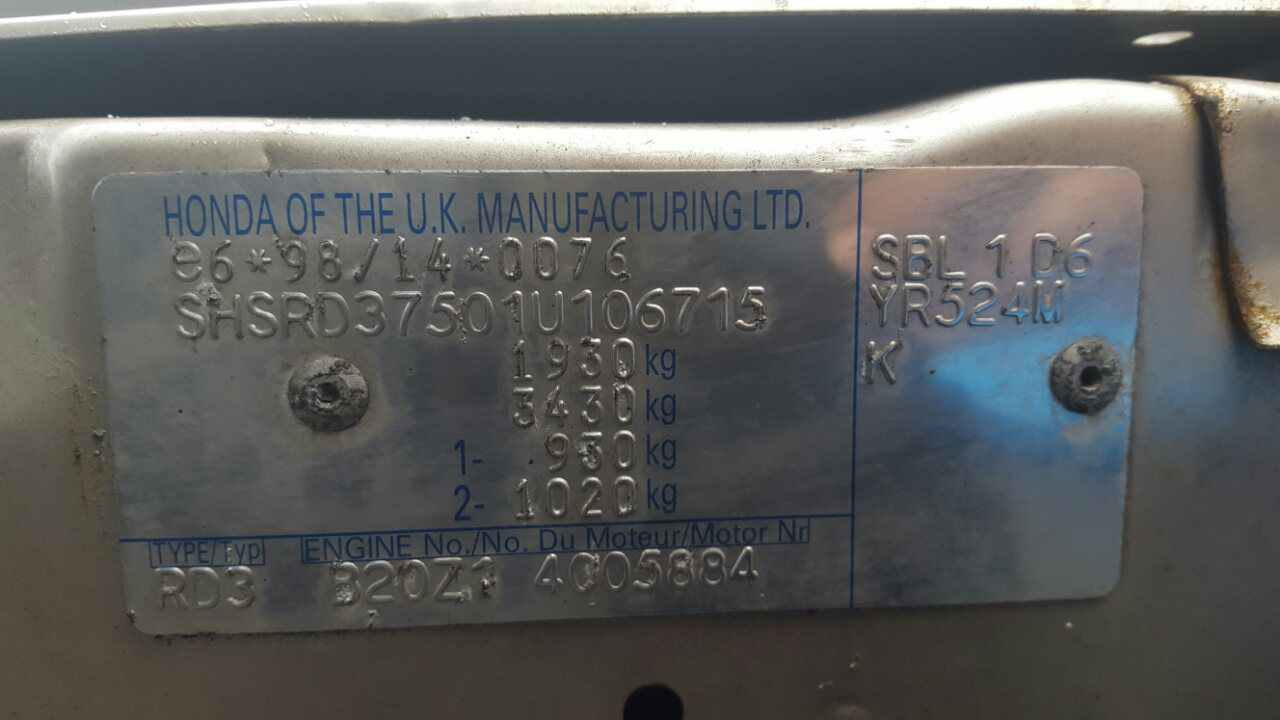 HONDA OF THE U.K. MANUFACTURING LTD.
e6*98/14*0076
SHSRD37501U106715
1930 kg
3430 kg
1- 930 kg
2- 1020 kg
SBL 1 D6
YR524M
K
TYPE/Typ ENGINE No./No. Du Moteur/Motor Nr
RD3 B20Z1 4005884